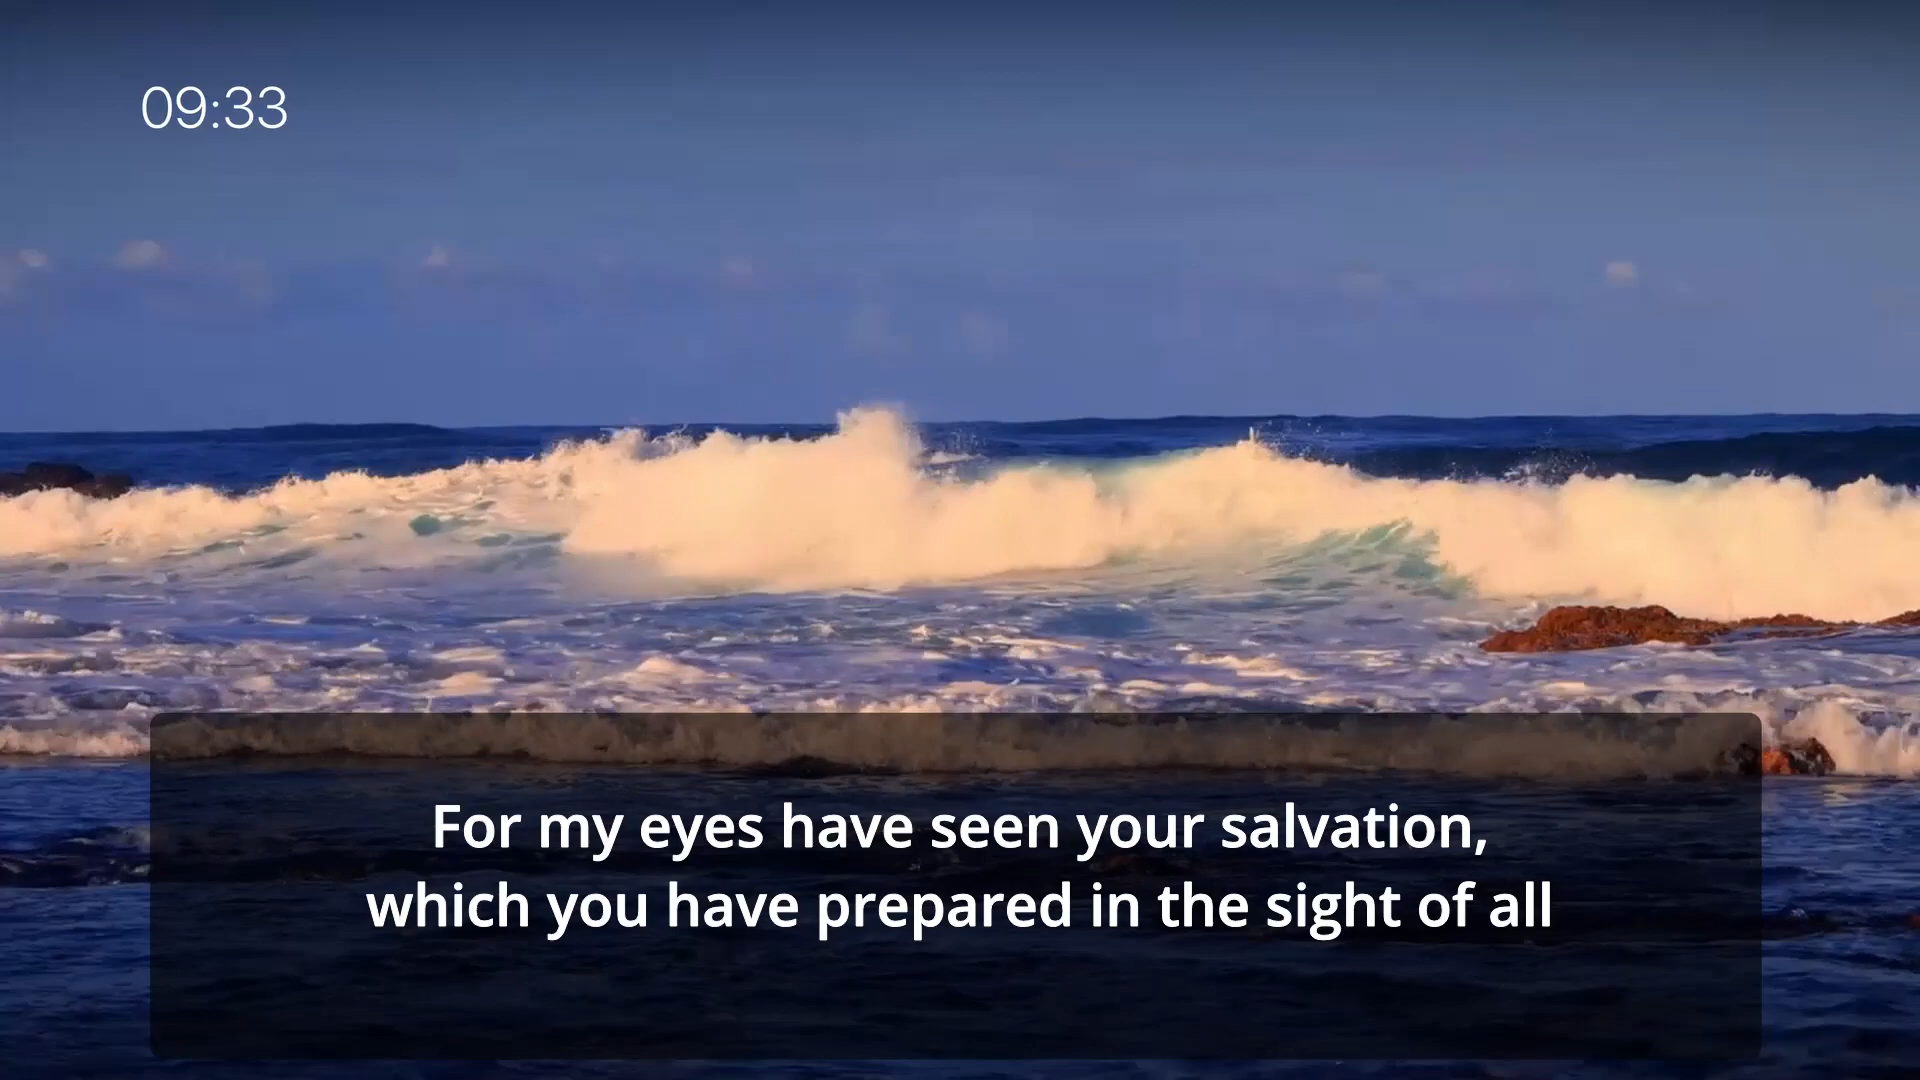 09:33
For my eyes have seen your salvation,
which you have prepared in the sight of all